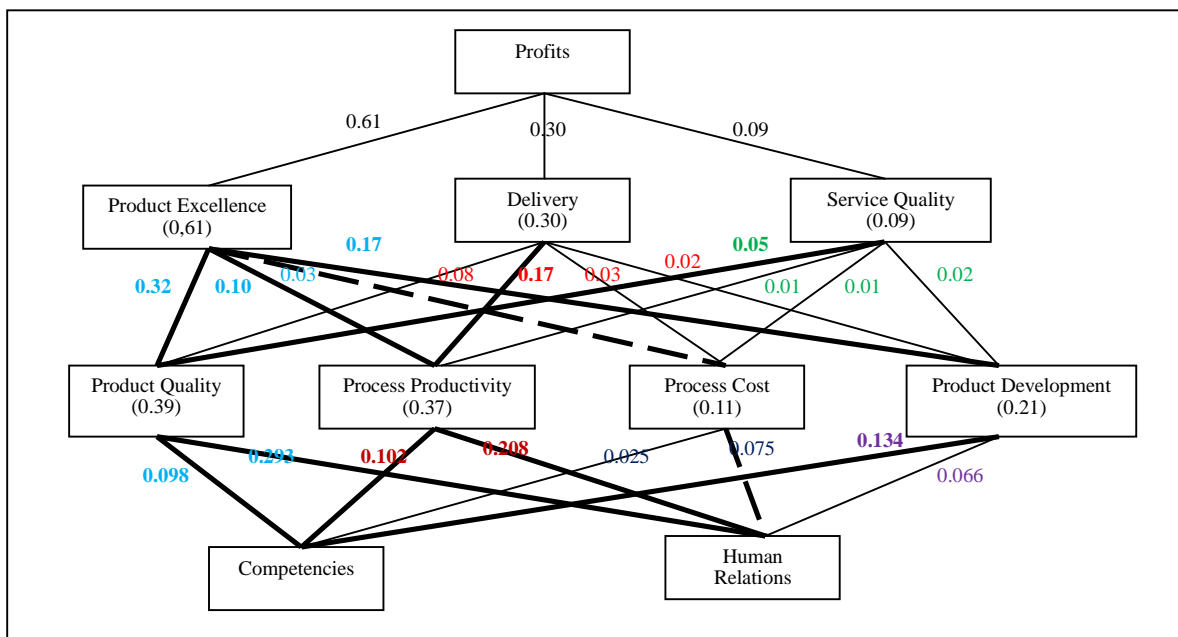 Profits
0.61
0.30
0.09
Product Excellence
(0,61)
Delivery
(0.30)
Service Quality
(0.09)
0.17
0.05
0.32
0.10
0.03
0.08
0.17
0.03
0.02
0.01
0.01
0.02
Product Quality
(0.39)
Process Productivity
(0.37)
Process Cost
(0.11)
Product Development
(0.21)
0.098
0.293
0.102
0.208
0.025
0.075
0.134
0.066
Competencies
Human
Relations